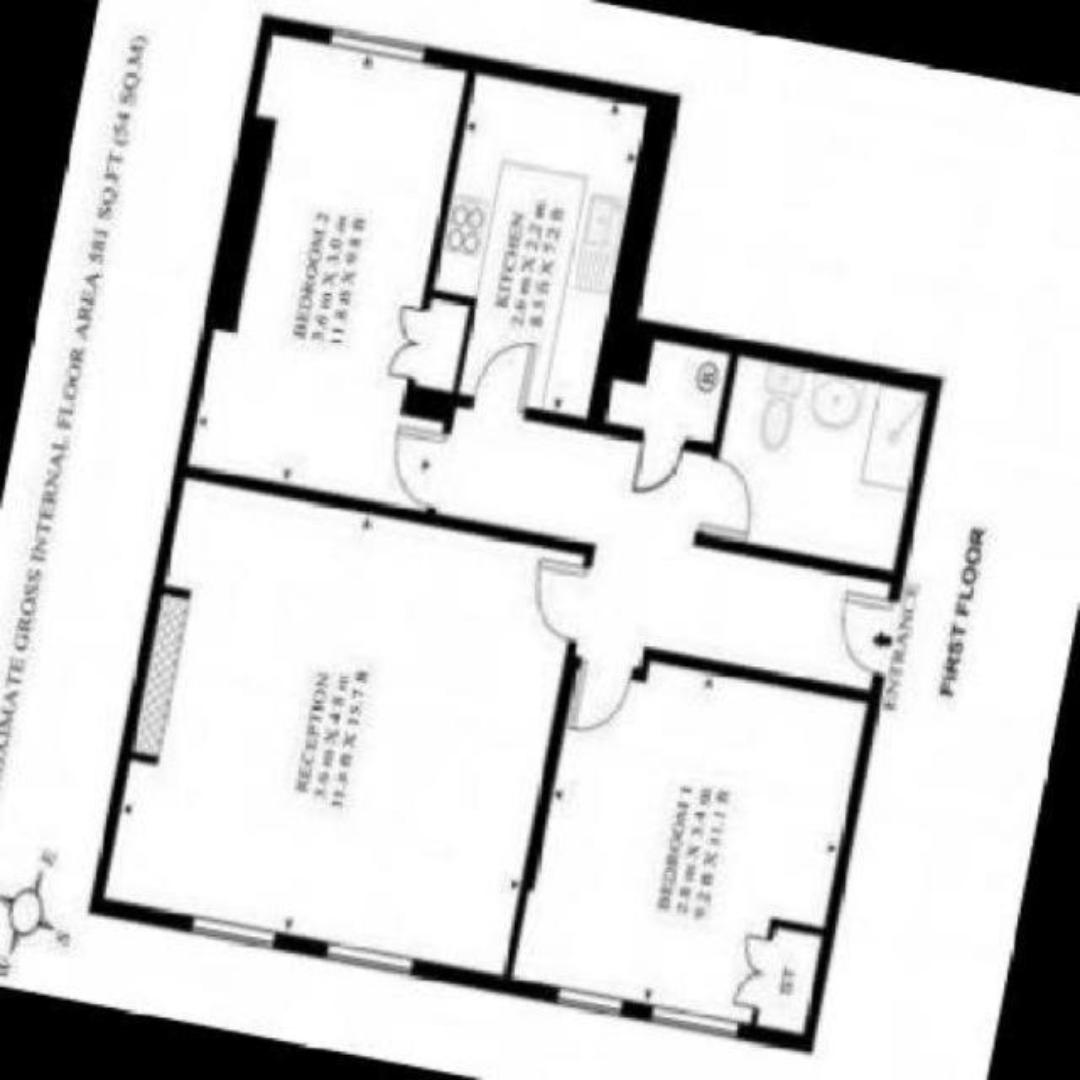 XIMATE GROSS INTERNAL FLOOR AREA 581 SQ.FT (54 SQ.M)
BEDROOM 2
3.6 m X 3.0 m
11.8 ft X 9.8 ft
KITCHEN
2.6 m X 2.2 m
8.5 ft X 7.2 ft
B
RECEPTION
3.6 m X 4.8 m
11.8 ft X 15.7 ft
BEDROOM 1
2.8 m X 3.4 m
9.2 ft X 11.1 ft
ST
ENTRANCE
FIRST FLOOR
E
S